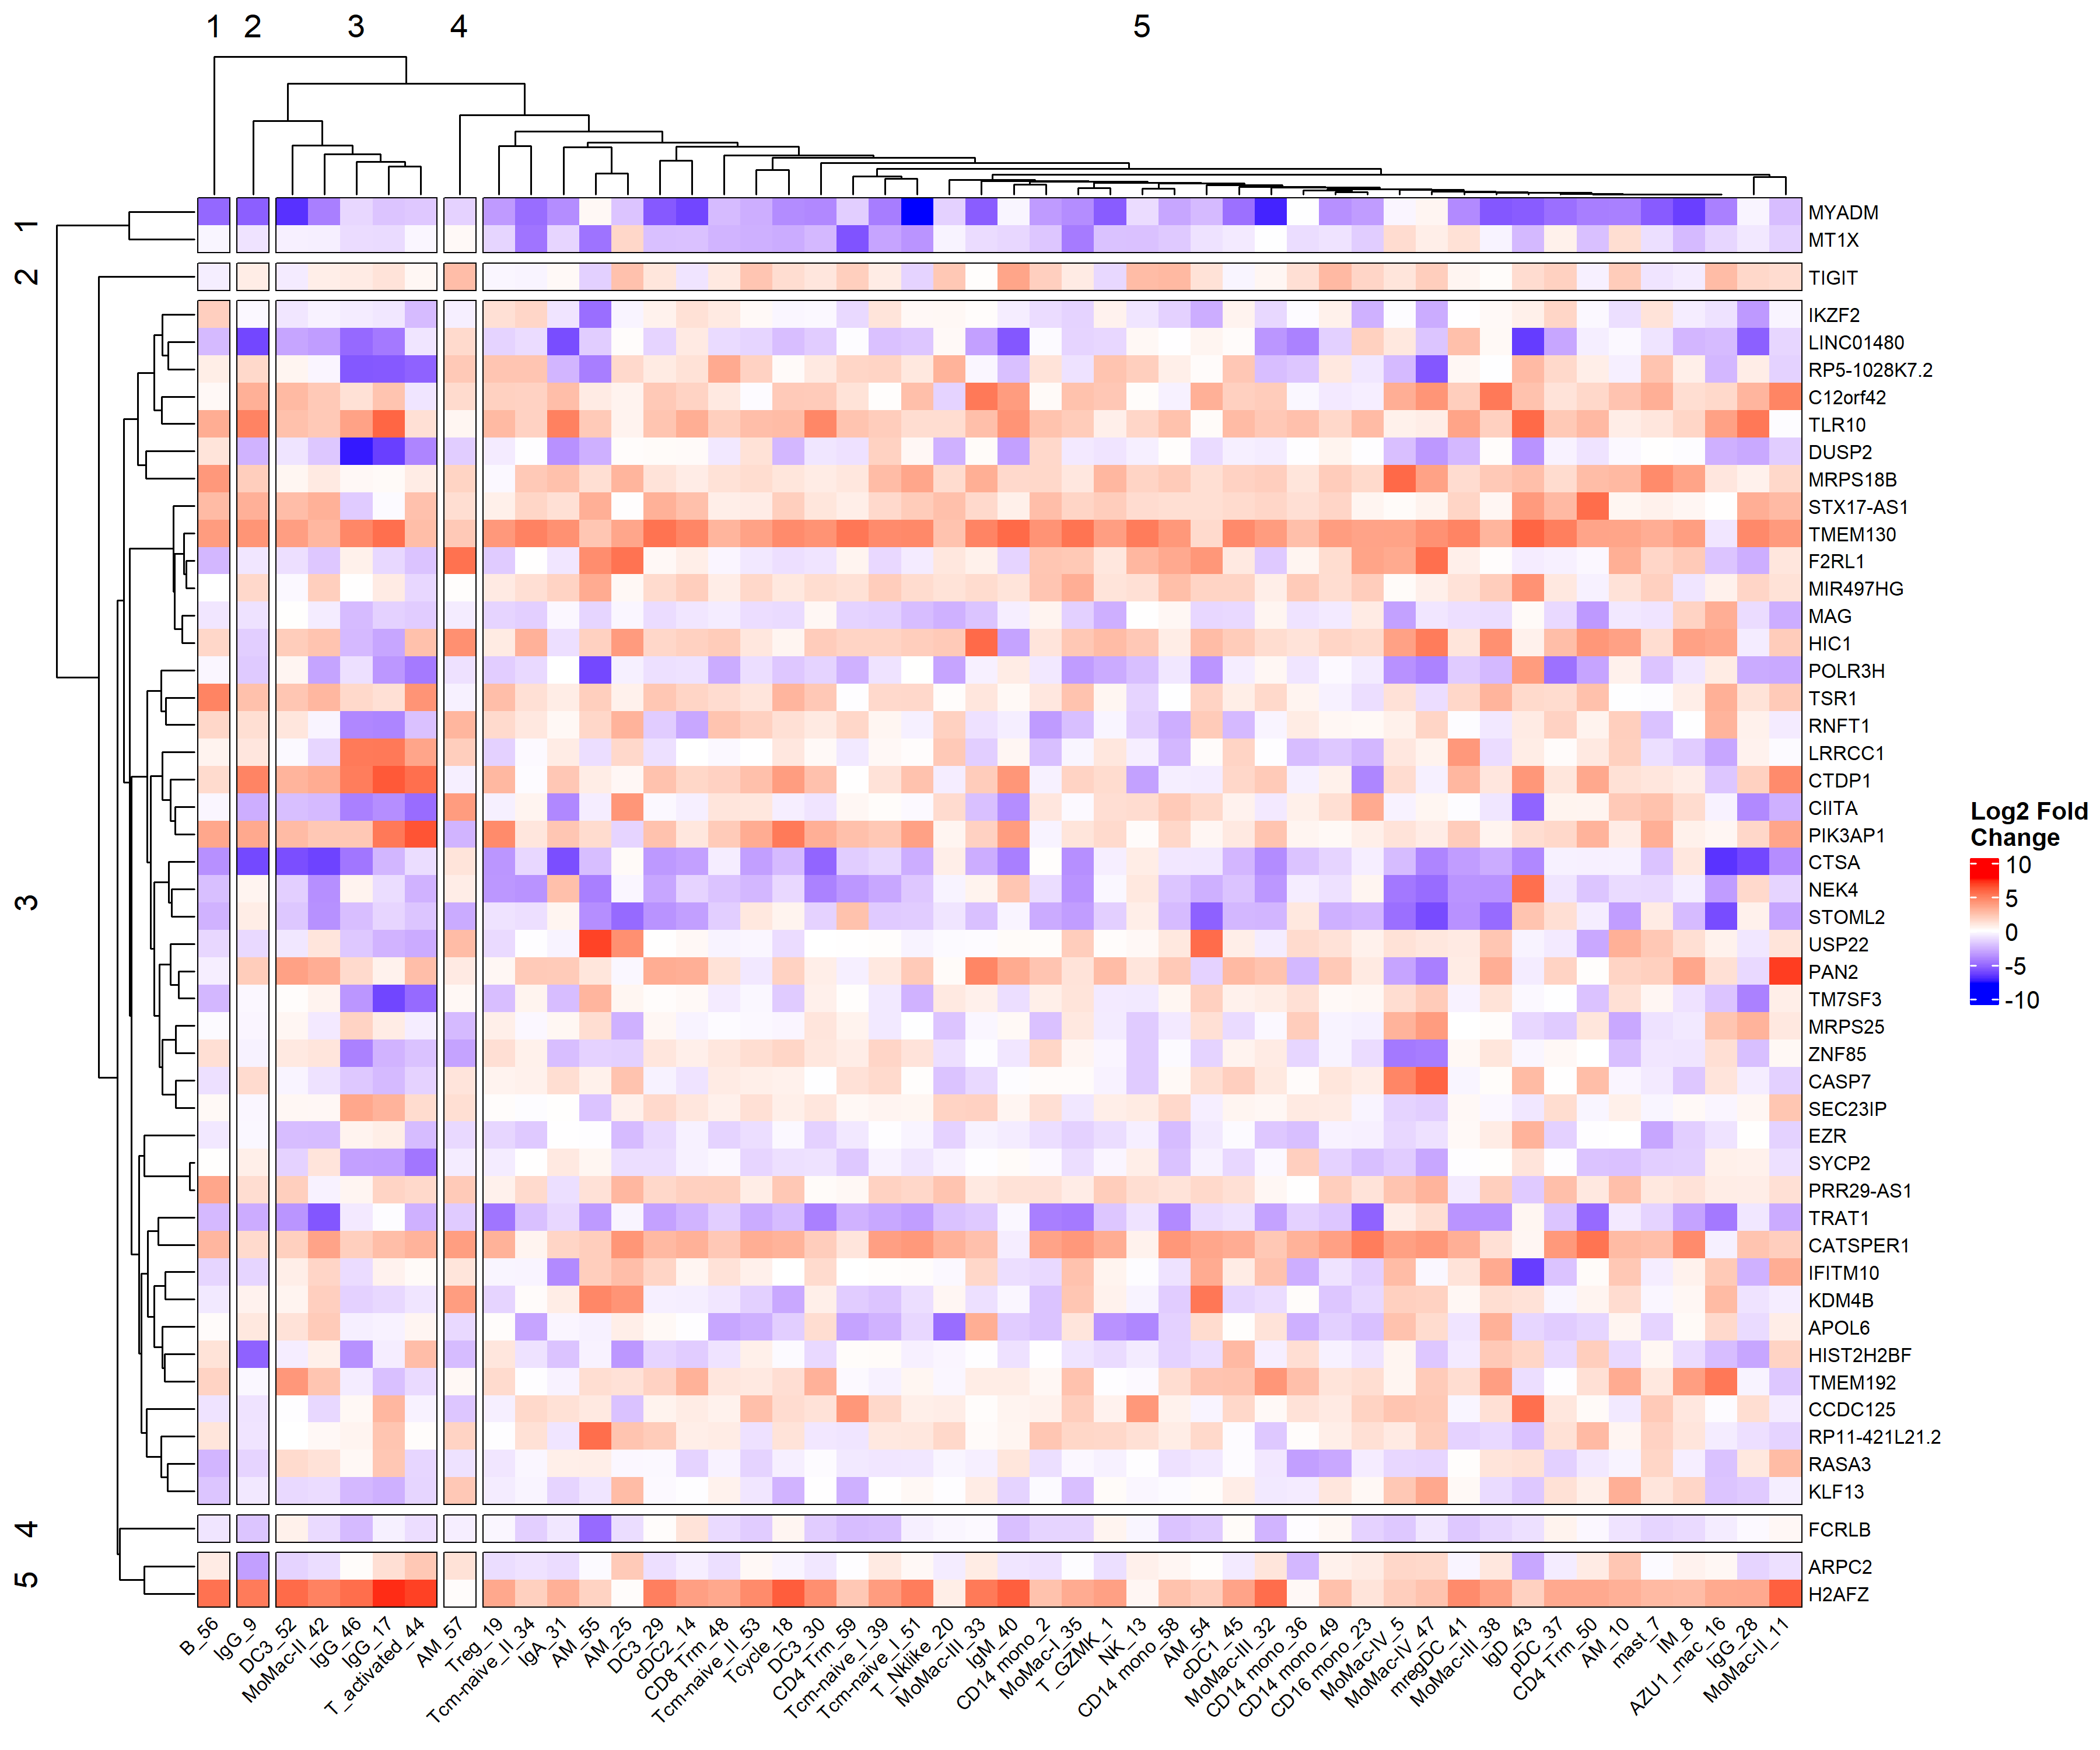 1 2 3 4 5
1
2
3
4
5
MYADM
MT1X
TIGIT
IKZF2
LINC01480
RP5-1028K7.2
C12orf42
TLR10
DUSP2
MRPS18B
STX17-AS1
TMEM130
F2RL1
MIR497HG
MAG
HIC1
POLR3H
TSR1
RNFT1
LRRCC1
CTDP1
CIITA
PIK3AP1
CTSA
NEK4
STOML2
USP22
PAN2
TM7SF3
MRPS25
ZNF85
CASP7
SEC23IP
EZR
SYCP2
PRR29-AS1
TRAT1
CATSPER1
IFITM10
KDM4B
APOL6
HIST2H2BF
TMEM192
CCDC125
RP11-421L21.2
RASA3
KLF13
FCRLB
ARPC2
H2AFZ
Log2 Fold
Change
10
5
0
-5
-10
B_56
IgG_9
DC3_52
MoMac-II_42
IgG_46
IgG_17
T_activated_44
AM_57
Treg_19
Tcm-naive_II_34
IgA_31
AM_55
AM_25
DC3_29
cDC2_14
CD8 Trm_48
Tcm-naive_II_53
Tcycle_18
DC3_30
CD4 Trm_59
Tcm-naive_I_39
Tcm-naive_I_51
T_Nklike_20
MoMac-III_33
IgM_40
CD14 mono_2
MoMac-I_35
T_GZMK_1
NK_13
CD14 mono_58
AM_54
cDC1_45
MoMac-III_32
CD14 mono_36
CD14 mono_49
CD16 mono_23
MoMac-IV_5
MoMac-IV_47
mregDC_41
MoMac-III_38
IgD_43
pDC_37
CD4 Trm_50
AM_10
mast_7
IM_8
AZU1_mac_16
IgG_28
MoMac-II_11